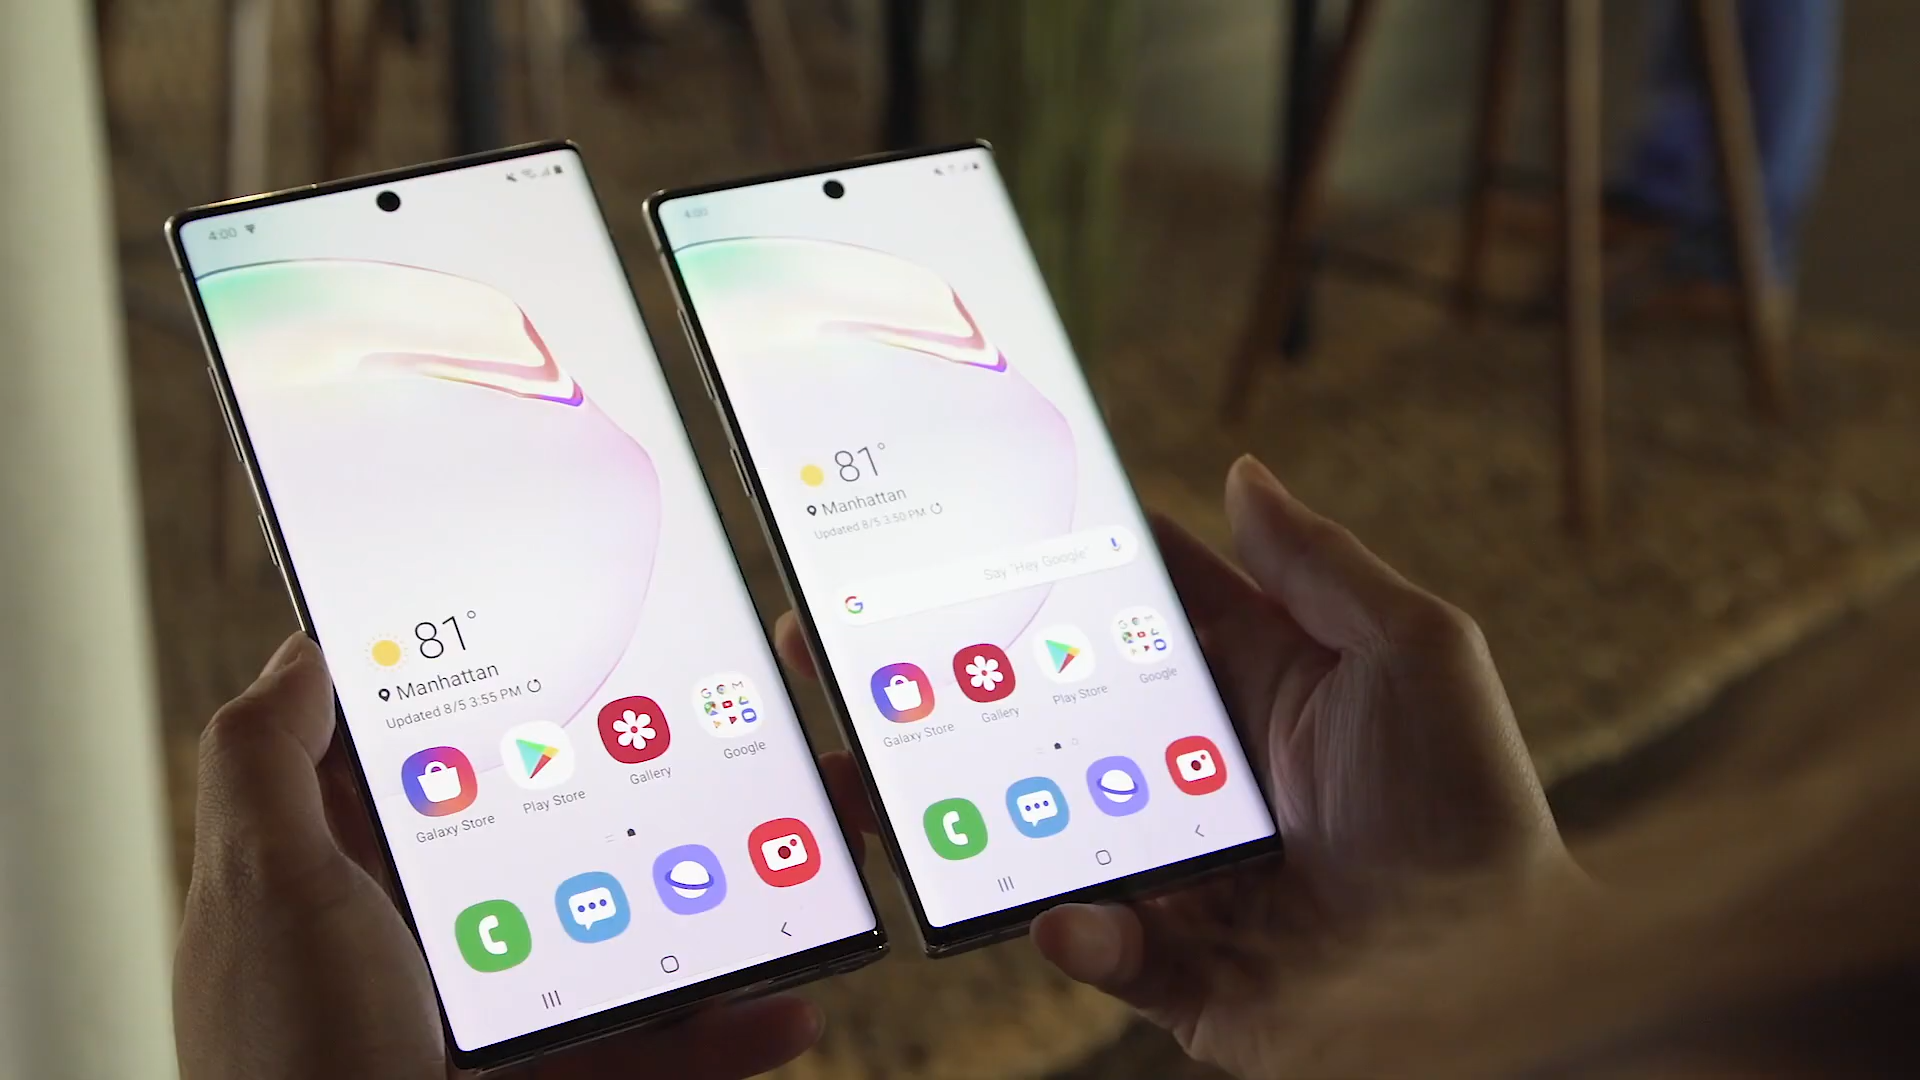 4:00
81°
Manhattan
Updated 8/5 3:55 PM
Galaxy Store
Play Store
Gallery
Google
4:00
81°
Manhattan
Updated 8/5 3:50 PM
Say "Hey Google"
Galaxy Store
Gallery
Play Store
Google